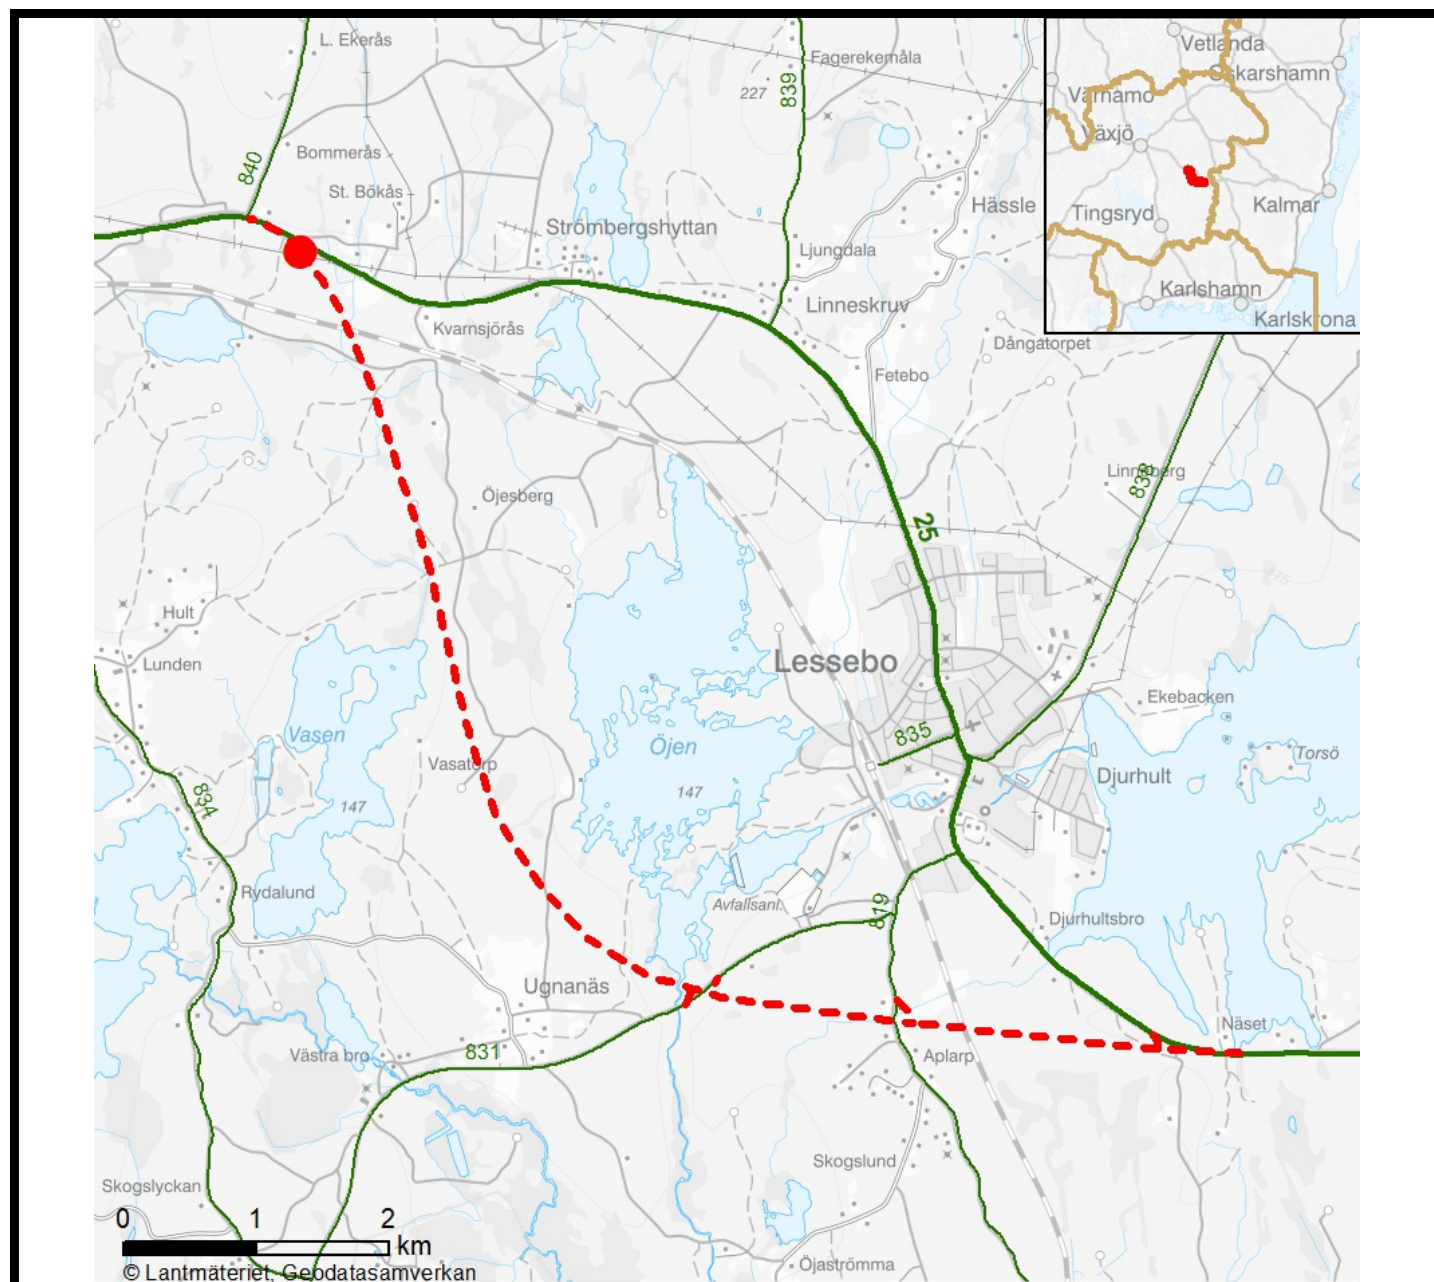 L. Ekerås
Fagerekemåla
227
839
Vetlanda
Oskarshamn
Värnamo
Växjö
Tingsryd
Kalmar
Karlshamn
Karlskrona
840
Bommerås
St. Bökås
Strömbergshyttan
Hässle
Ljungdala
Linneskruv
Kvarnsjörås
Dångatorpet
Fetebo
Öjesberg
Linneberg
838
25
Hult
Lunden
Lessebo
Ekebacken
Vasen
835
Öjen
Torsö
Vasatorp
Djurhult
147
147
834
Rydalund
Avfallsanl.
819
Djurhultsbro
Ugnanäs
Näset
Västra bro
831
Aplarp
Skogslund
Skogslyckan
0 1 2
km
Öjaströmma
© Lantmäteriet, Geodatasamverkan